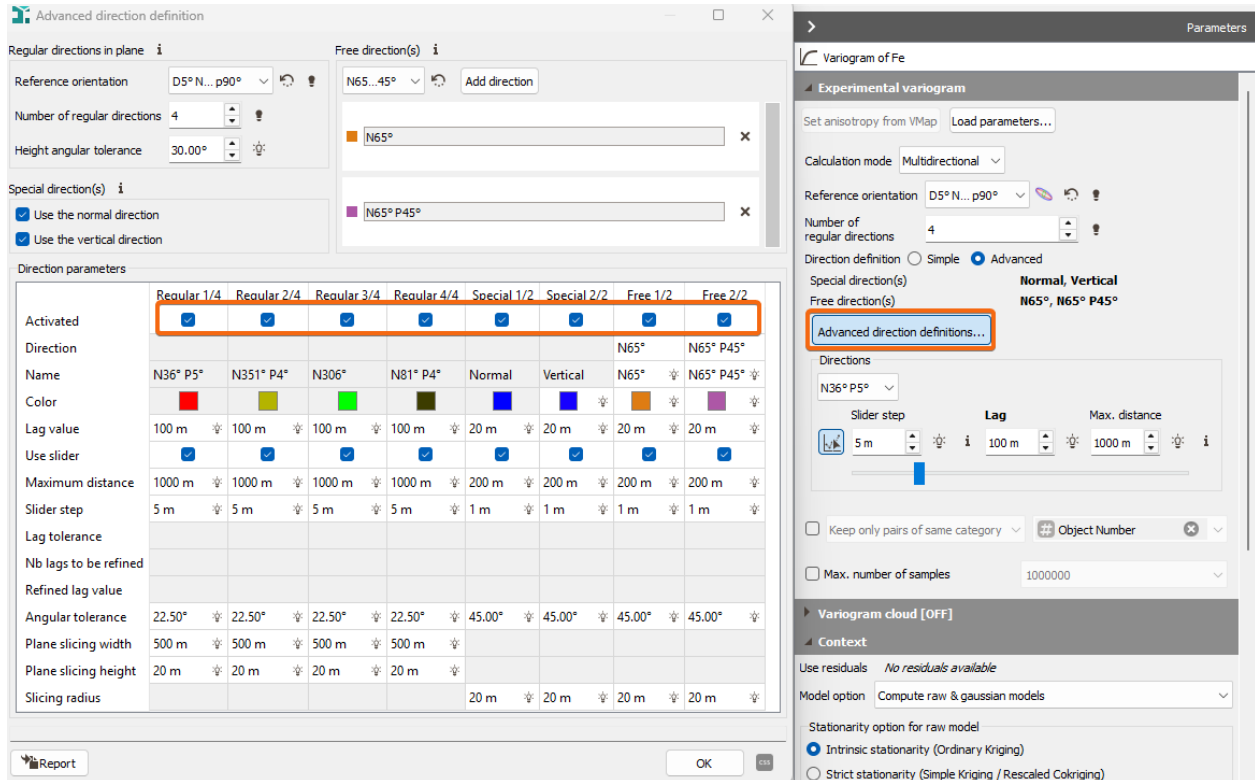 Advanced direction definition
Regular directions in plane i
Reference orientation D5° N... p90°
Number of regular directions 4
Height angular tolerance 30.00°
Special direction(s) i
Use the normal direction
Use the vertical direction
Free direction(s) i
N65...45° Add direction
N65°
N65° P45°
Direction parameters
Regular 1/4 Regular 2/4 Regular 3/4 Regular 4/4 Special 1/2 Special 2/2 Free 1/2 Free 2/2
Activated
Direction N65° N65° P45°
Name N36° P5° N351° P4° N306° N81° P4° Normal Vertical N65° N65° P45°
Color
Lag value 100 m 100 m 100 m 100 m 20 m 20 m 20 m 20 m
Use slider
Maximum distance 1000 m 1000 m 1000 m 1000 m 200 m 200 m 200 m 200 m
Slider step 5 m 5 m 5 m 5 m 1 m 1 m 1 m 1 m
Lag tolerance
Nb lags to be refined
Refined lag value
Angular tolerance 22.50° 22.50° 22.50° 22.50° 45.00° 45.00° 45.00° 45.00°
Plane slicing width 500 m 500 m 500 m 500 m
Plane slicing height 20 m 20 m 20 m 20 m
Slicing radius 20 m 20 m 20 m 20 m
Report OK css
Parameters
Variogram of Fe
Experimental variogram
Set anisotropy from VMap Load parameters...
Calculation mode Multidirectional
Reference orientation D5° N... p90°
Number of
regular directions 4
Direction definition Simple Advanced
Special direction(s) Normal, Vertical
Free direction(s) N65°, N65° P45°
Advanced direction definitions...
Directions
N36° P5°
Slider step Lag Max. distance
5 m i 100 m 1000 m i
Keep only pairs of same category # Object Number
Max. number of samples 1000000
Variogram cloud [OFF]
Context
Use residuals No residuals available
Model option Compute raw & gaussian models
Stationarity option for raw model
Intrinsic stationarity (Ordinary Kriging)
Strict stationarity (Simple Kriging / Rescaled Cokriging)